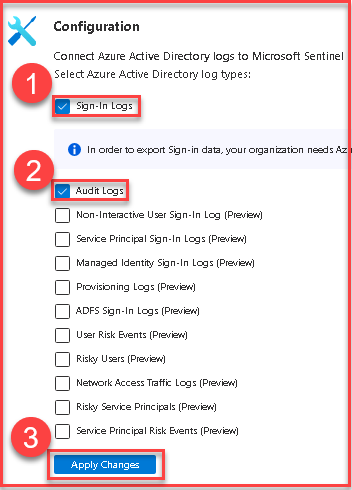 Configuration
Connect Azure Active Directory logs to Microsoft Sentinel
Select Azure Active Directory log types:
1
Sign-In Logs
In order to export Sign-in data, your organization needs
2
Audit Logs
Non-Interactive User Sign-In Log (Preview)
Service Principal Sign-In Logs (Preview)
Managed Identity Sign-In Logs (Preview)
Provisioning Logs (Preview)
ADFS Sign-In Logs (Preview)
User Risk Events (Preview)
Risky Users (Preview)
Network Access Traffic Logs (Preview)
Risky Service Principals (Preview)
Service Principal Risk Events (Preview)
3
Apply Changes